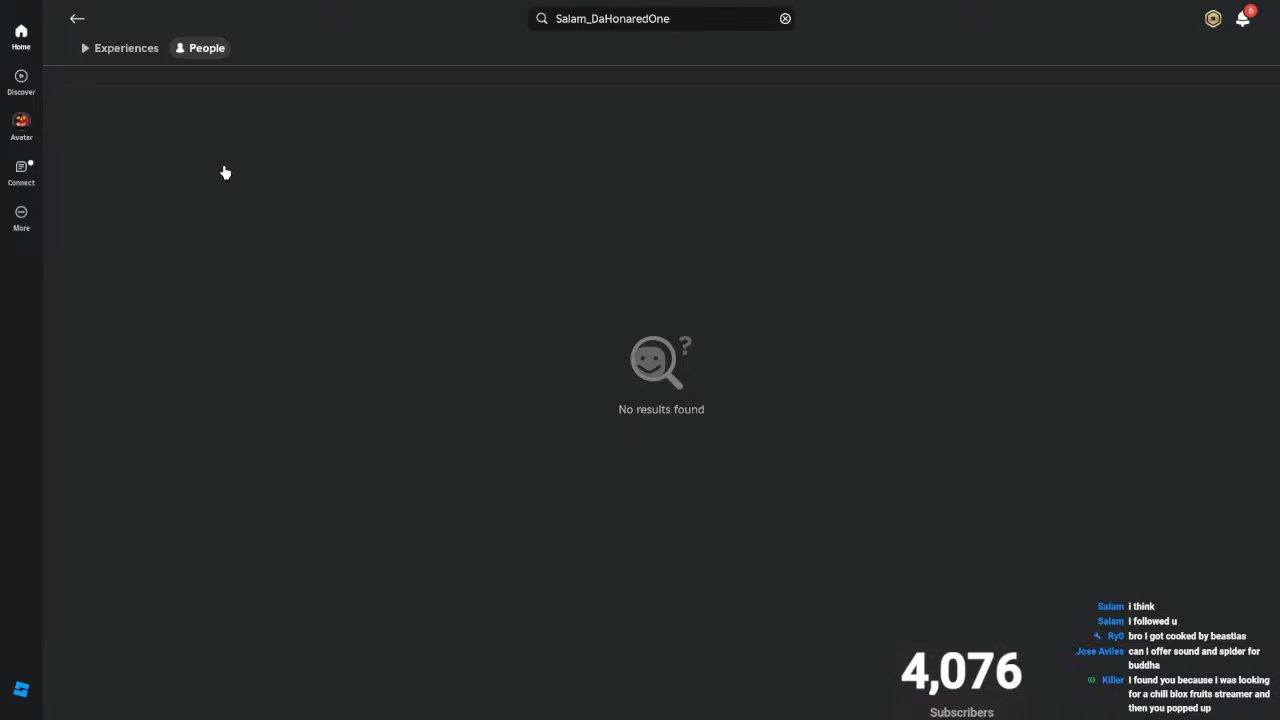 Salam_DaHonaredOne
6
Home
Experiences
People
Discover
Avatar
Connect
More
?
No results found
Salam i think
Salam I followed u
Ry0 bro I got cooked by beastias
Jose Aviles can I offer sound and spider for
buddha
Killer I found you because I was looking
for a chill blox fruits streamer and
then you popped up
4,076
Subscribers